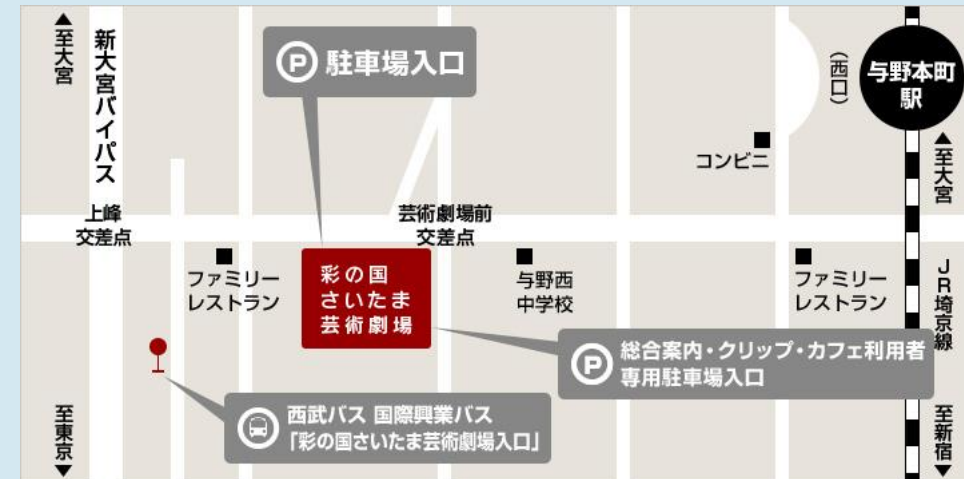 ▲至大宮
新大宮バイパス
P 駐車場入口
(西口)
与野本町
駅
▲至大宮
コンビニ
上峰
交差点
芸術劇場前
交差点
ファミリー
レストラン
彩の国
さいたま
芸術劇場
与野西
中学校
ファミリー
レストラン
JR埼京線
P 総合案内・クリップ・カフェ利用者
専用駐車場入口
西武バス 国際興業バス
「彩の国さいたま芸術劇場入口」
至東京▼
至新宿▼